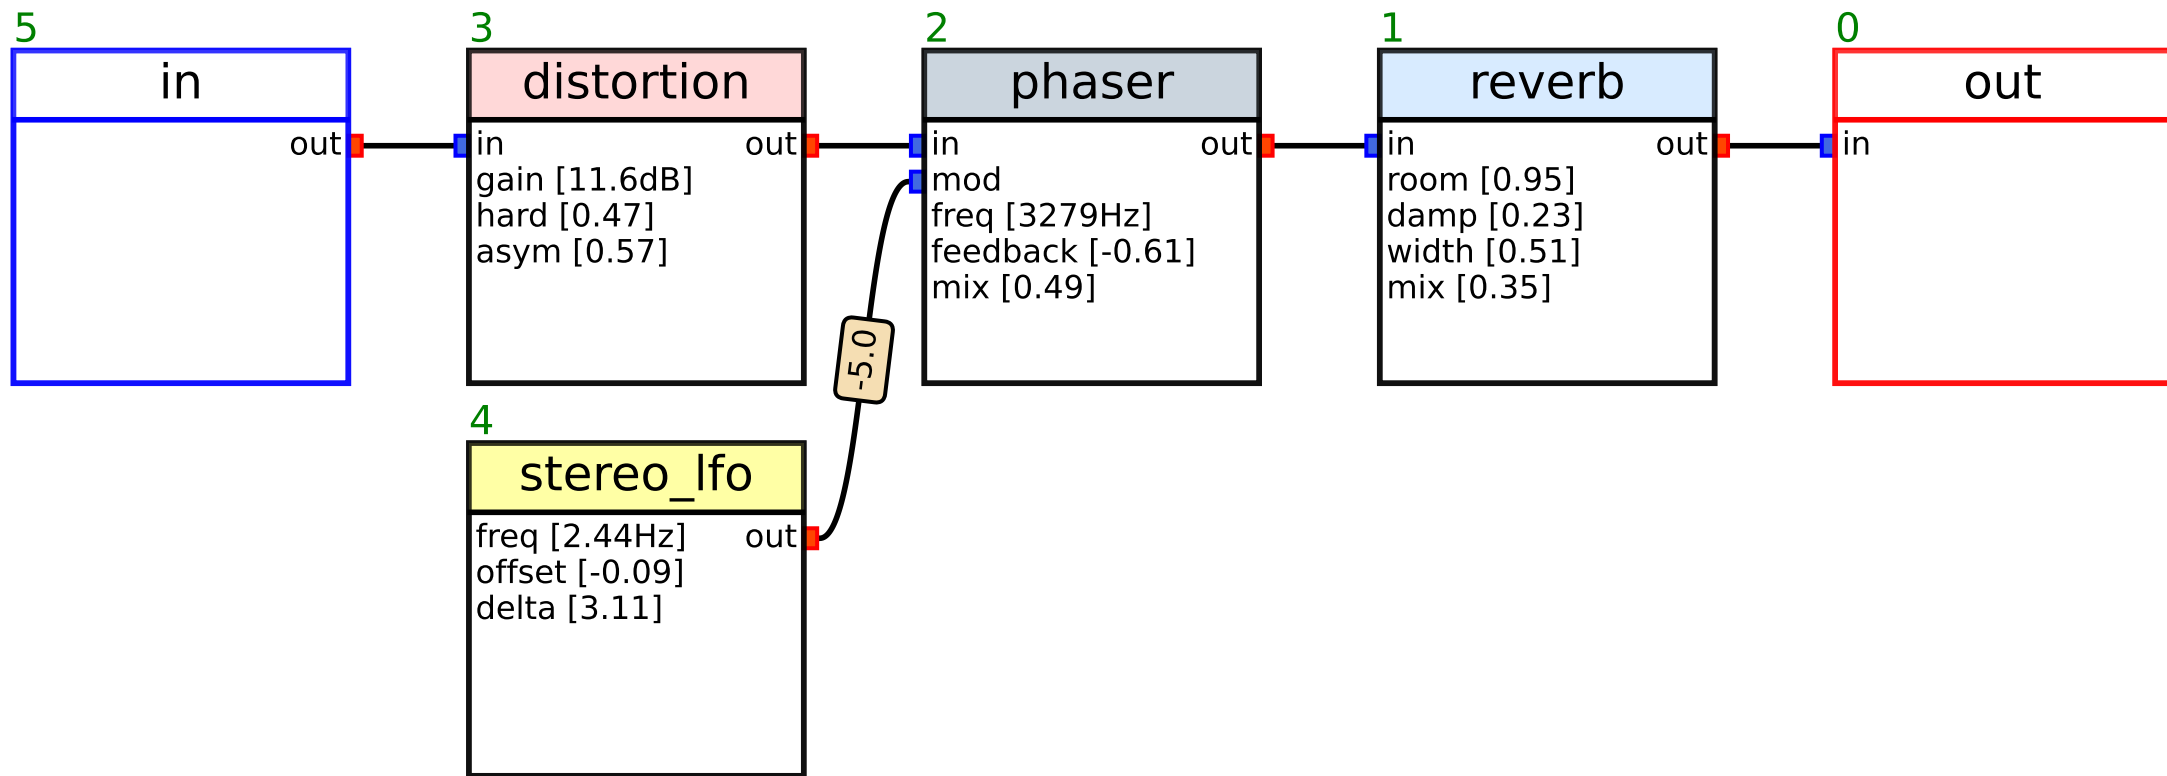 5
in
out
3
distortion
in
out
gain [11.6dB]
hard [0.47]
asym [0.57]
2
phaser
in
out
mod
freq [3279Hz]
feedback [-0.61]
mix [0.49]
1
reverb
in
out
room [0.95]
damp [0.23]
width [0.51]
mix [0.35]
0
out
in
-5.0
4
stereo_lfo
freq [2.44Hz]
out
offset [-0.09]
delta [3.11]